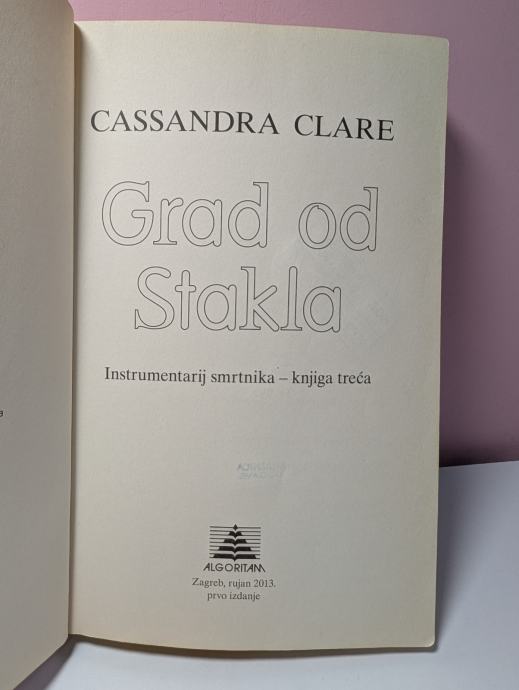 CASSANDRA CLARE
Grad od
Stakla
Instrumentarij smrtnika – knjiga treća
ALGORITAM
Zagreb, rujan 2013.
prvo izdanje